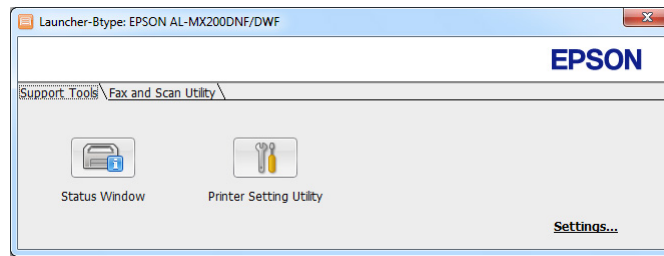 Launcher-Btype: EPSON AL-MX200DNF/DWF
EPSON
Support Tools Fax and Scan Utility
Status Window Printer Setting Utility
Settings...